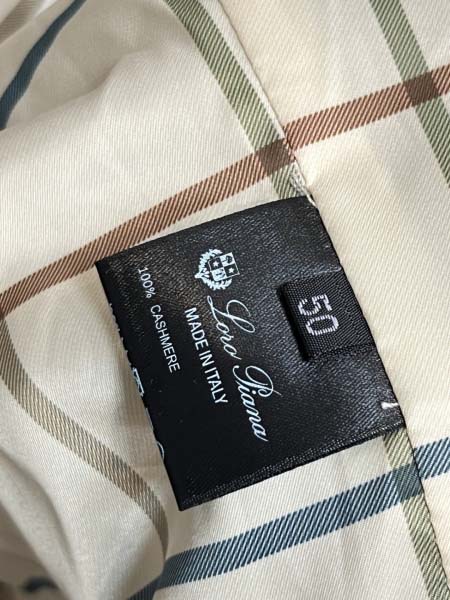 Loro Piana
MADE IN ITALY
100% CASHMERE
50